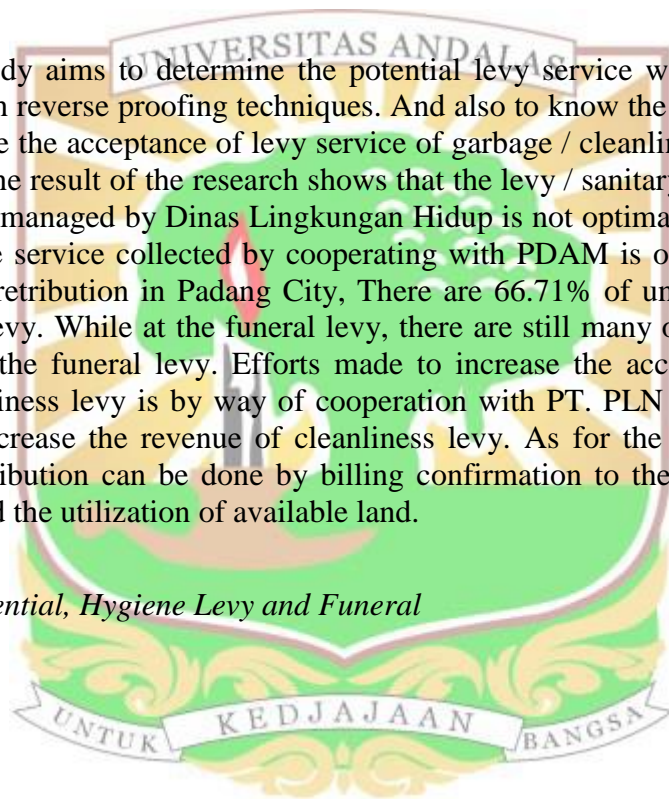 UNIVERSITAS ANDALAS
dy aims to determine the potential levy service w
n reverse proofing techniques. And also to know the
e the acceptance of levy service of garbage / cleanlin
ne result of the research shows that the levy / sanitary
managed by Dinas Lingkungan Hidup is not optima
e service collected by cooperating with PDAM is o
retribution in Padang City, There are 66.71% of un
evy. While at the funeral levy, there are still many o
the funeral levy. Efforts made to increase the acc
iness levy is by way of cooperation with PT. PLN
crease the revenue of cleanliness levy. As for the
ibution can be done by billing confirmation to the
d the utilization of available land.
ential, Hygiene Levy and Funeral
UNTUK KEDJAJAAN BANGSA